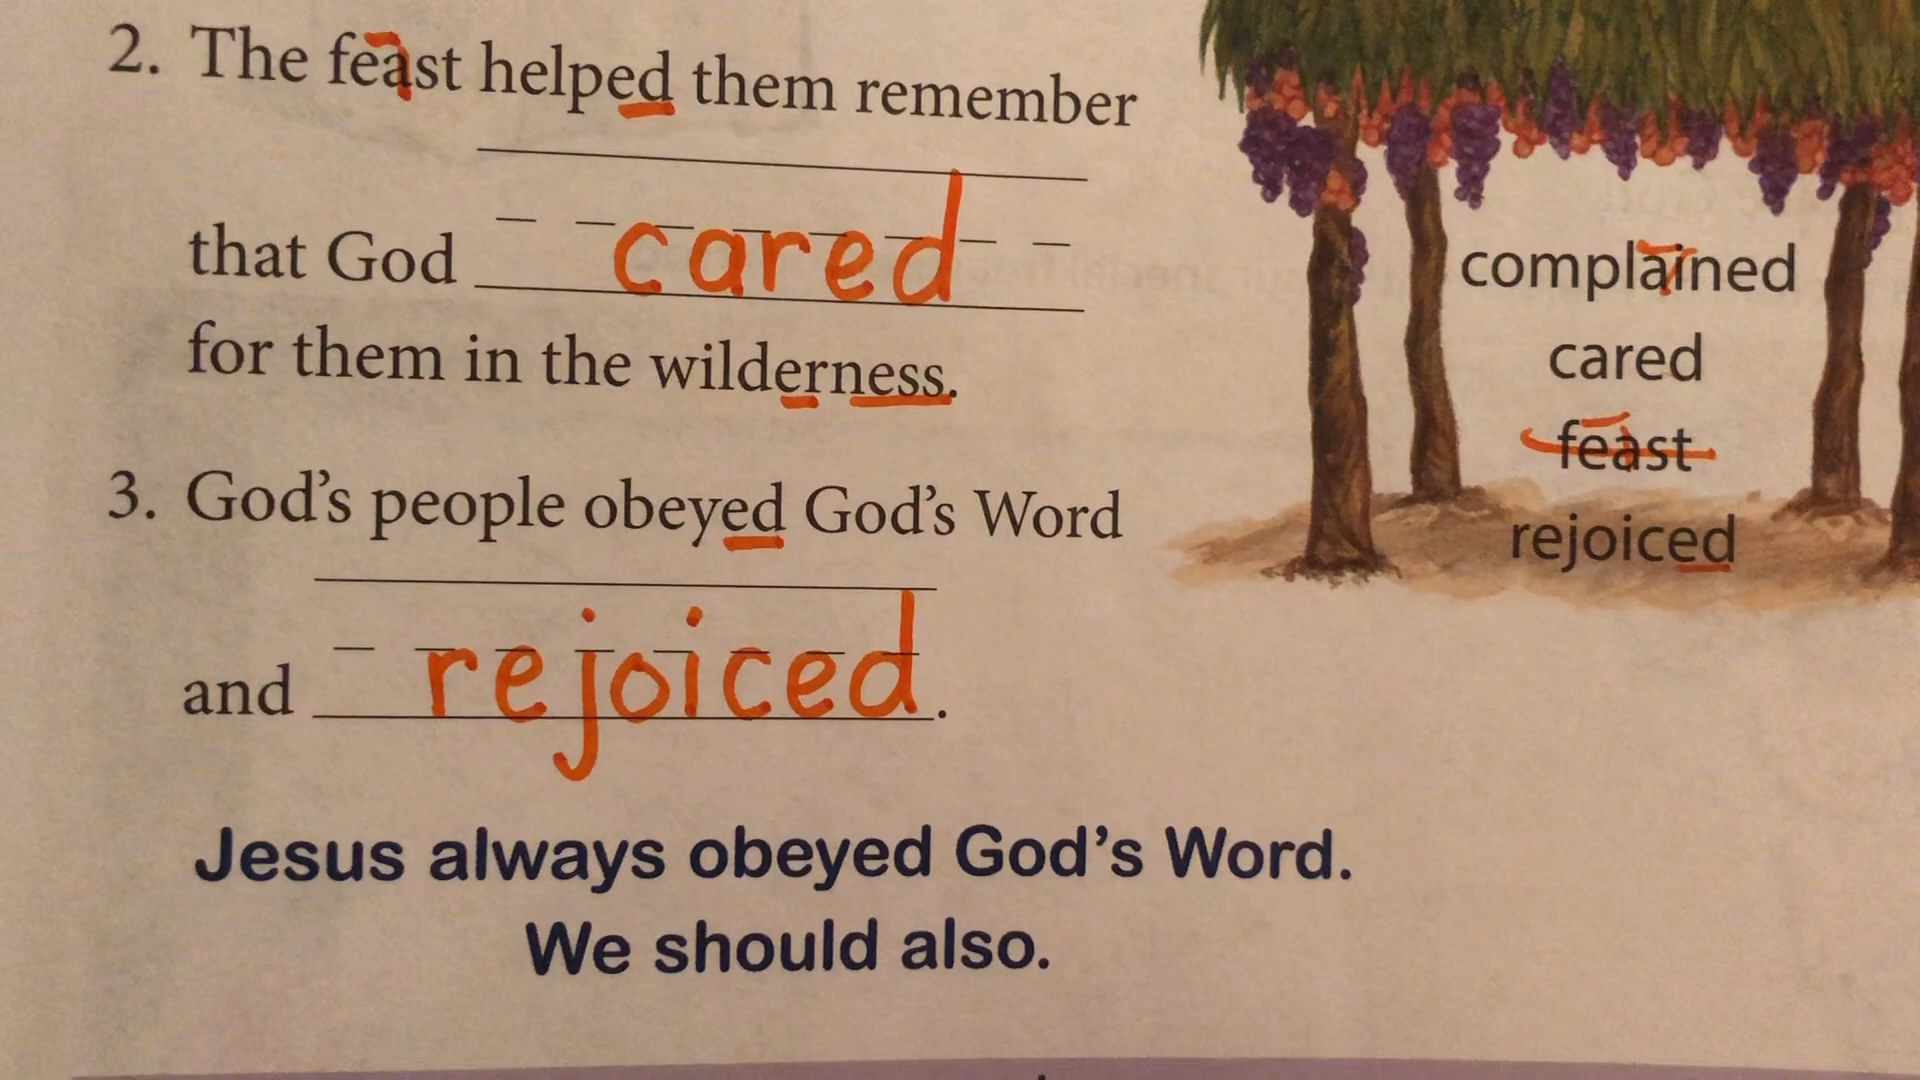 2. The feast helped them remember
that God cared
for them in the wilderness.
3. God's people obeyed God's Word
and rejoiced.
complained
cared
feast
rejoiced
Jesus always obeyed God's Word.
We should also.